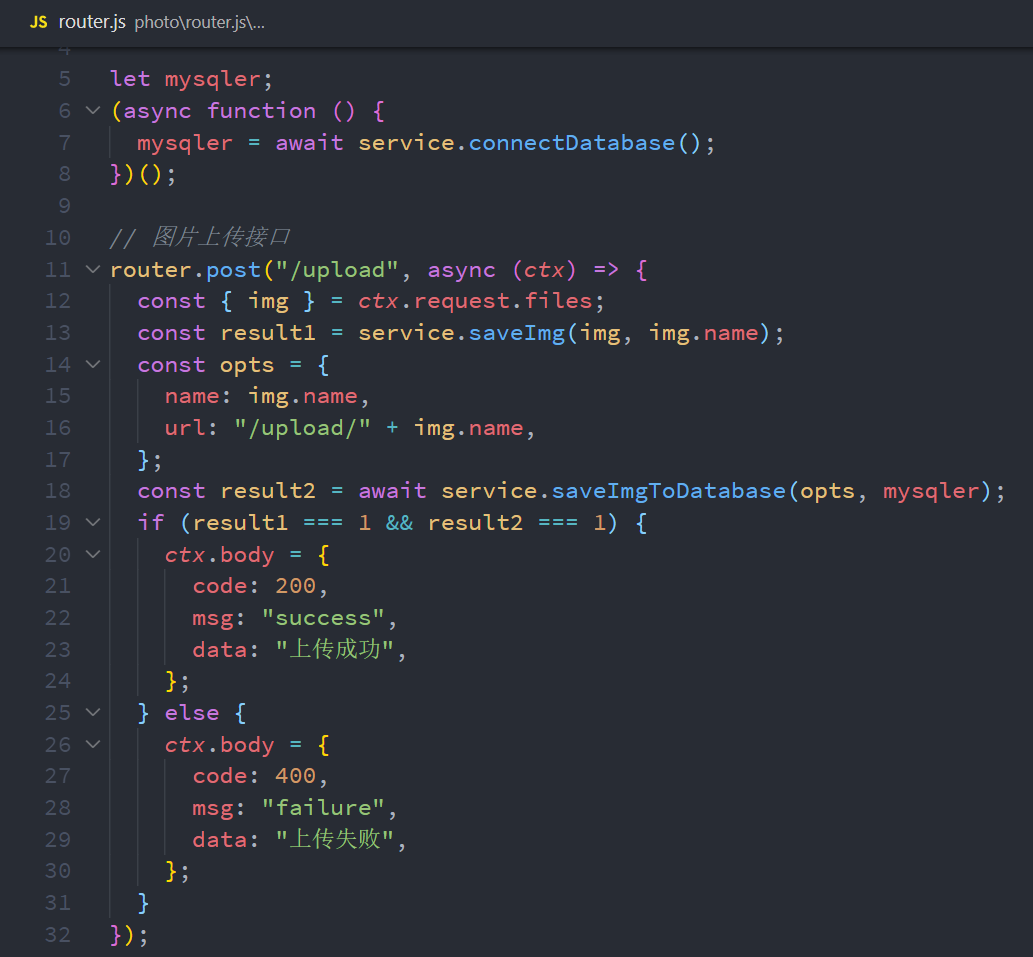 JS router.js photo\router.js\...
4
5 let mysqler;
6 (async function () {
7 mysqler = await service.connectDatabase();
8 })();
9
10 // 图片上传接口
11 router.post("/upload", async (ctx) => {
12 const { img } = ctx.request.files;
13 const result1 = service.saveImg(img, img.name);
14 const opts = {
15 name: img.name,
16 url: "/upload/" + img.name,
17 };
18 const result2 = await service.saveImgToDatabase(opts, mysqler);
19 if (result1 === 1 && result2 === 1) {
20 ctx.body = {
21 code: 200,
22 msg: "success",
23 data: "上传成功",
24 };
25 } else {
26 ctx.body = {
27 code: 400,
28 msg: "failure",
29 data: "上传失败",
30 };
31 }
32 });